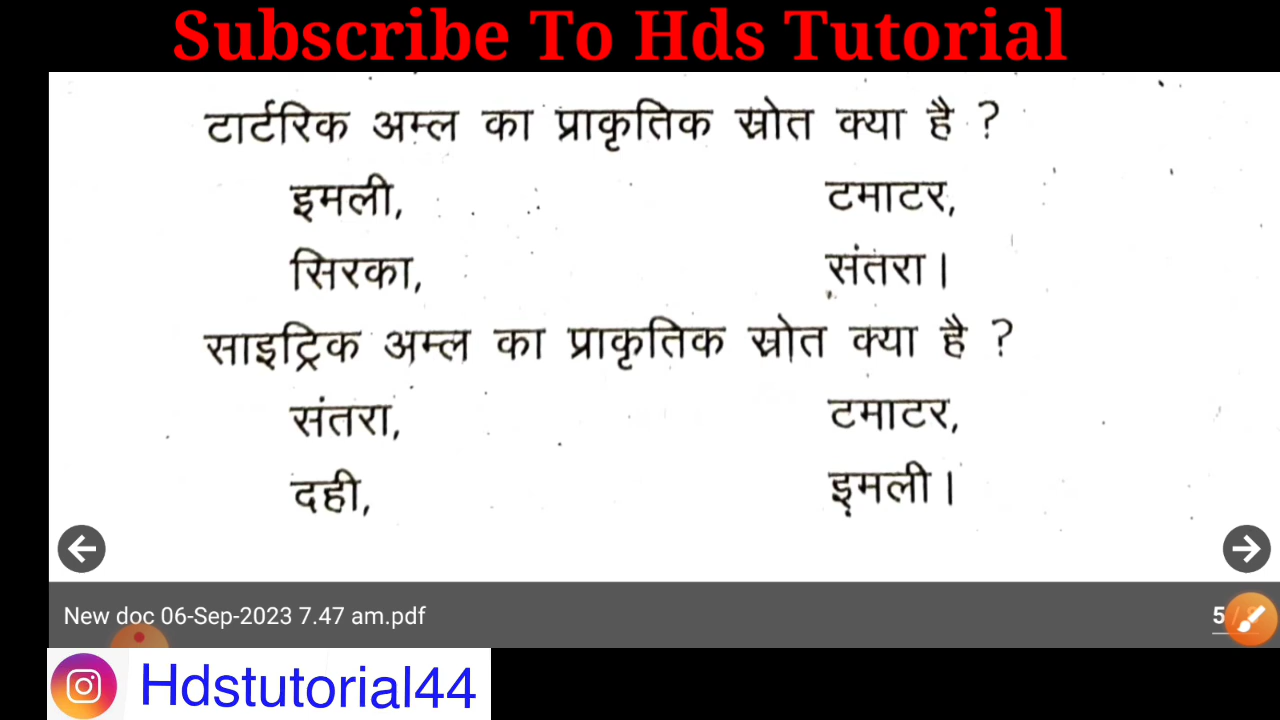 Subscribe To Hds Tutorial
टार्टरिक अम्ल का प्राकृतिक स्रोत क्या है ?
इमली, टमाटर,
सिरका, संतरा।
साइट्रिक अम्ल का प्राकृतिक स्रोत क्या है ?
संतरा, टमाटर,
दही, इमली।
New doc 06-Sep-2023 7.47 am.pdf 5
Hdstutorial44